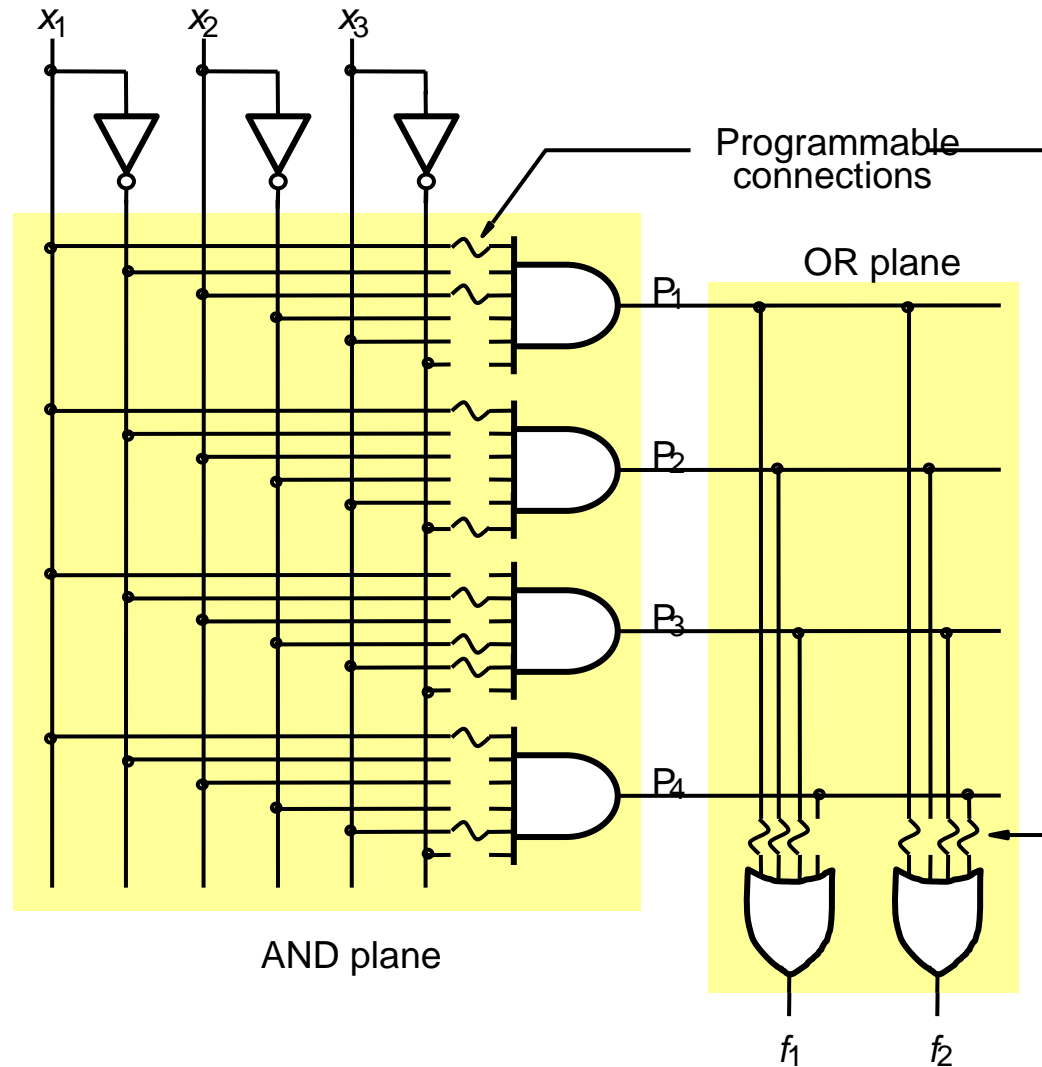 x1 x2 x3
Programmable
connections
OR plane
P1
P2
P3
P4
AND plane
f1 f2